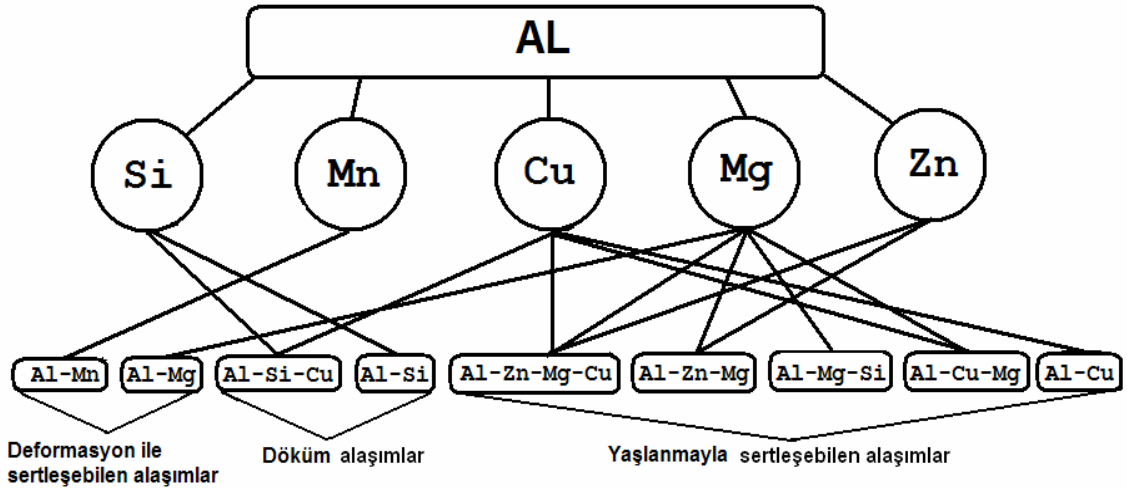 AL
Si
Mn
Cu
Mg
Zn
Al-Mn
Al-Mg
Al-Si-Cu
Al-Si
Al-Zn-Mg-Cu
Al-Zn-Mg
Al-Mg-Si
Al-Cu-Mg
Al-Cu
Deformasyon ile
sertleşebilen alaşımlar
Döküm alaşımlar
Yaşlanmayla sertleşebilen alaşımlar